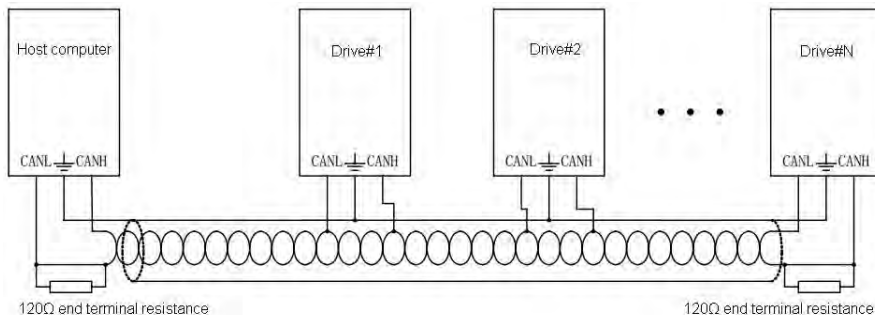 Host computer
Drive#1
Drive#2
Drive#N
CANL CANH
CANL CANH
CANL CANH
CANL CANH
120Ω end terminal resistance
120Ω end terminal resistance